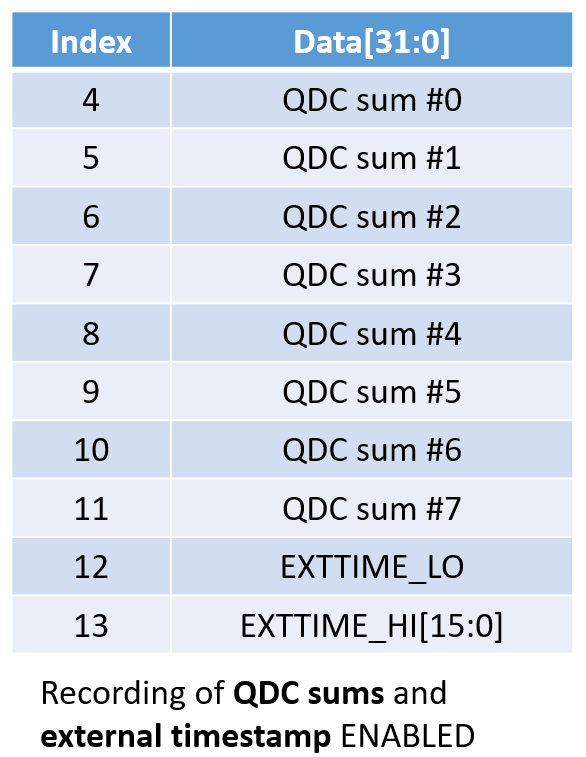 Index Data[31:0]
4 QDC sum #0
5 QDC sum #1
6 QDC sum #2
7 QDC sum #3
8 QDC sum #4
9 QDC sum #5
10 QDC sum #6
11 QDC sum #7
12 EXTTIME_LO
13 EXTTIME_HI[15:0]
Recording of QDC sums and
external timestamp ENABLED